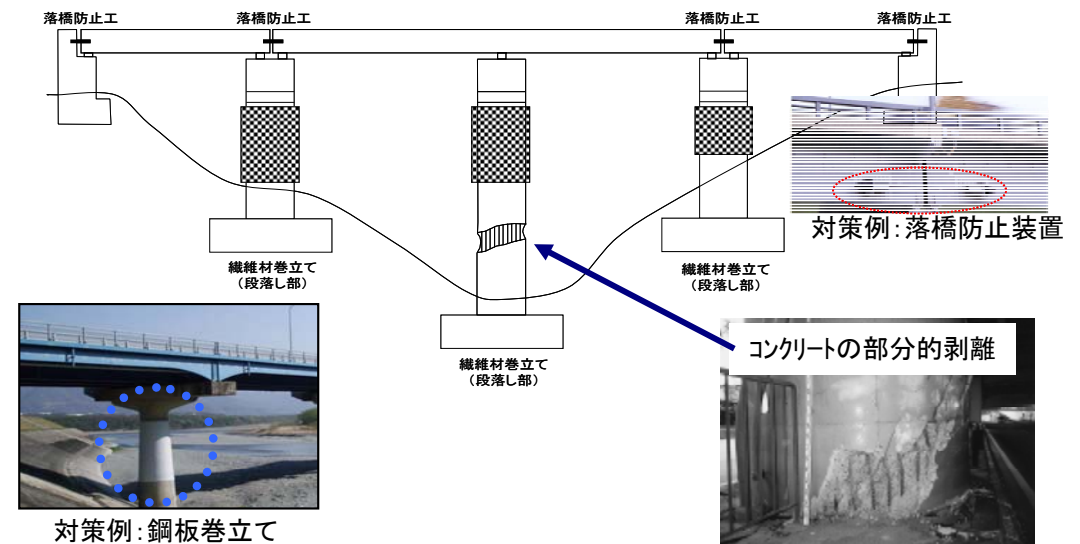 落橋防止工
落橋防止工
落橋防止工
落橋防止工
対策例：落橋防止装置
繊維材巻立て
（段落し部）
繊維材巻立て
（段落し部）
繊維材巻立て
（段落し部）
コンクリートの部分的剥離
対策例：鋼板巻立て